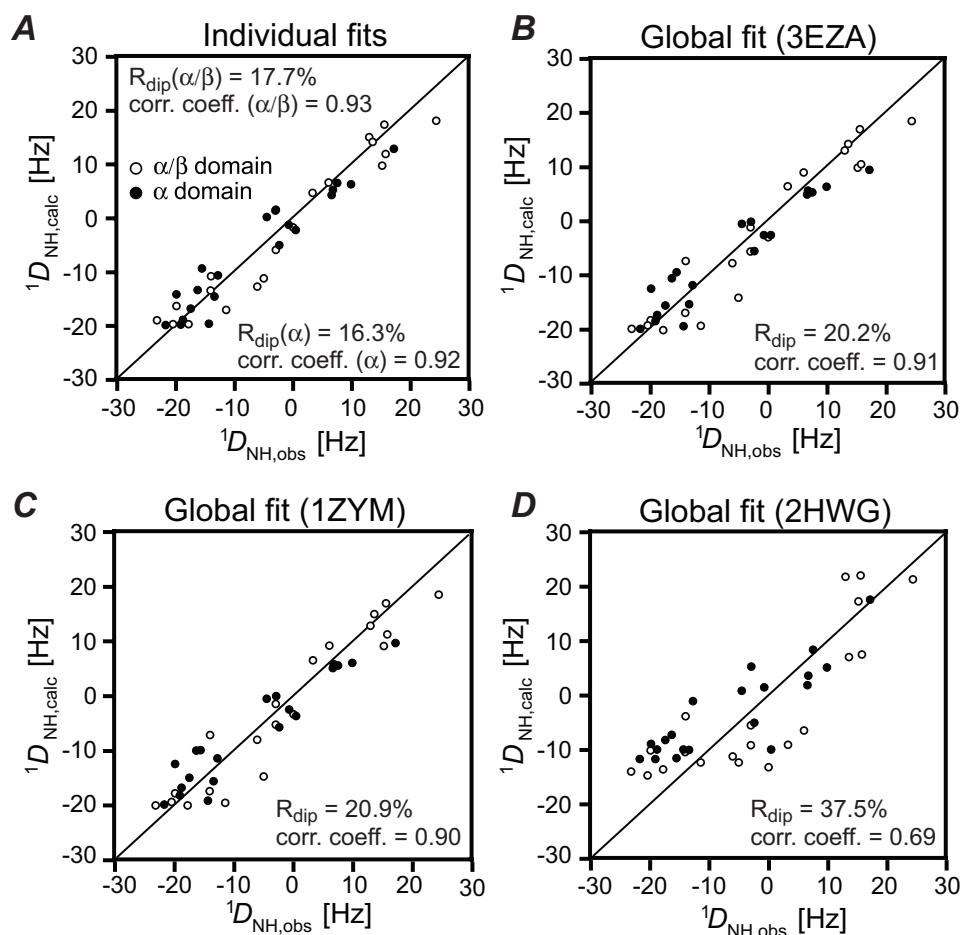 A
Individual fits
30
20
10
0
-10
-20
-30
¹D_NH,calc [Hz]
R_dip(α/β) = 17.7%
corr. coeff. (α/β) = 0.93
α/β domain
α domain
R_dip(α) = 16.3%
corr. coeff. (α) = 0.92
-30 -20 -10 0 10 20 30
¹D_NH,obs [Hz]
B
Global fit (3EZA)
30
20
10
0
-10
-20
-30
¹D_NH,calc [Hz]
R_dip = 20.2%
corr. coeff. = 0.91
-30 -20 -10 0 10 20 30
¹D_NH,obs [Hz]
C
Global fit (1ZYM)
30
20
10
0
-10
-20
-30
¹D_NH,calc [Hz]
R_dip = 20.9%
corr. coeff. = 0.90
-30 -20 -10 0 10 20 30
¹D_NH,obs [Hz]
D
Global fit (2HWG)
30
20
10
0
-10
-20
-30
¹D_NH,calc [Hz]
R_dip = 37.5%
corr. coeff. = 0.69
-30 -20 -10 0 10 20 30
¹D_NH,obs [Hz]